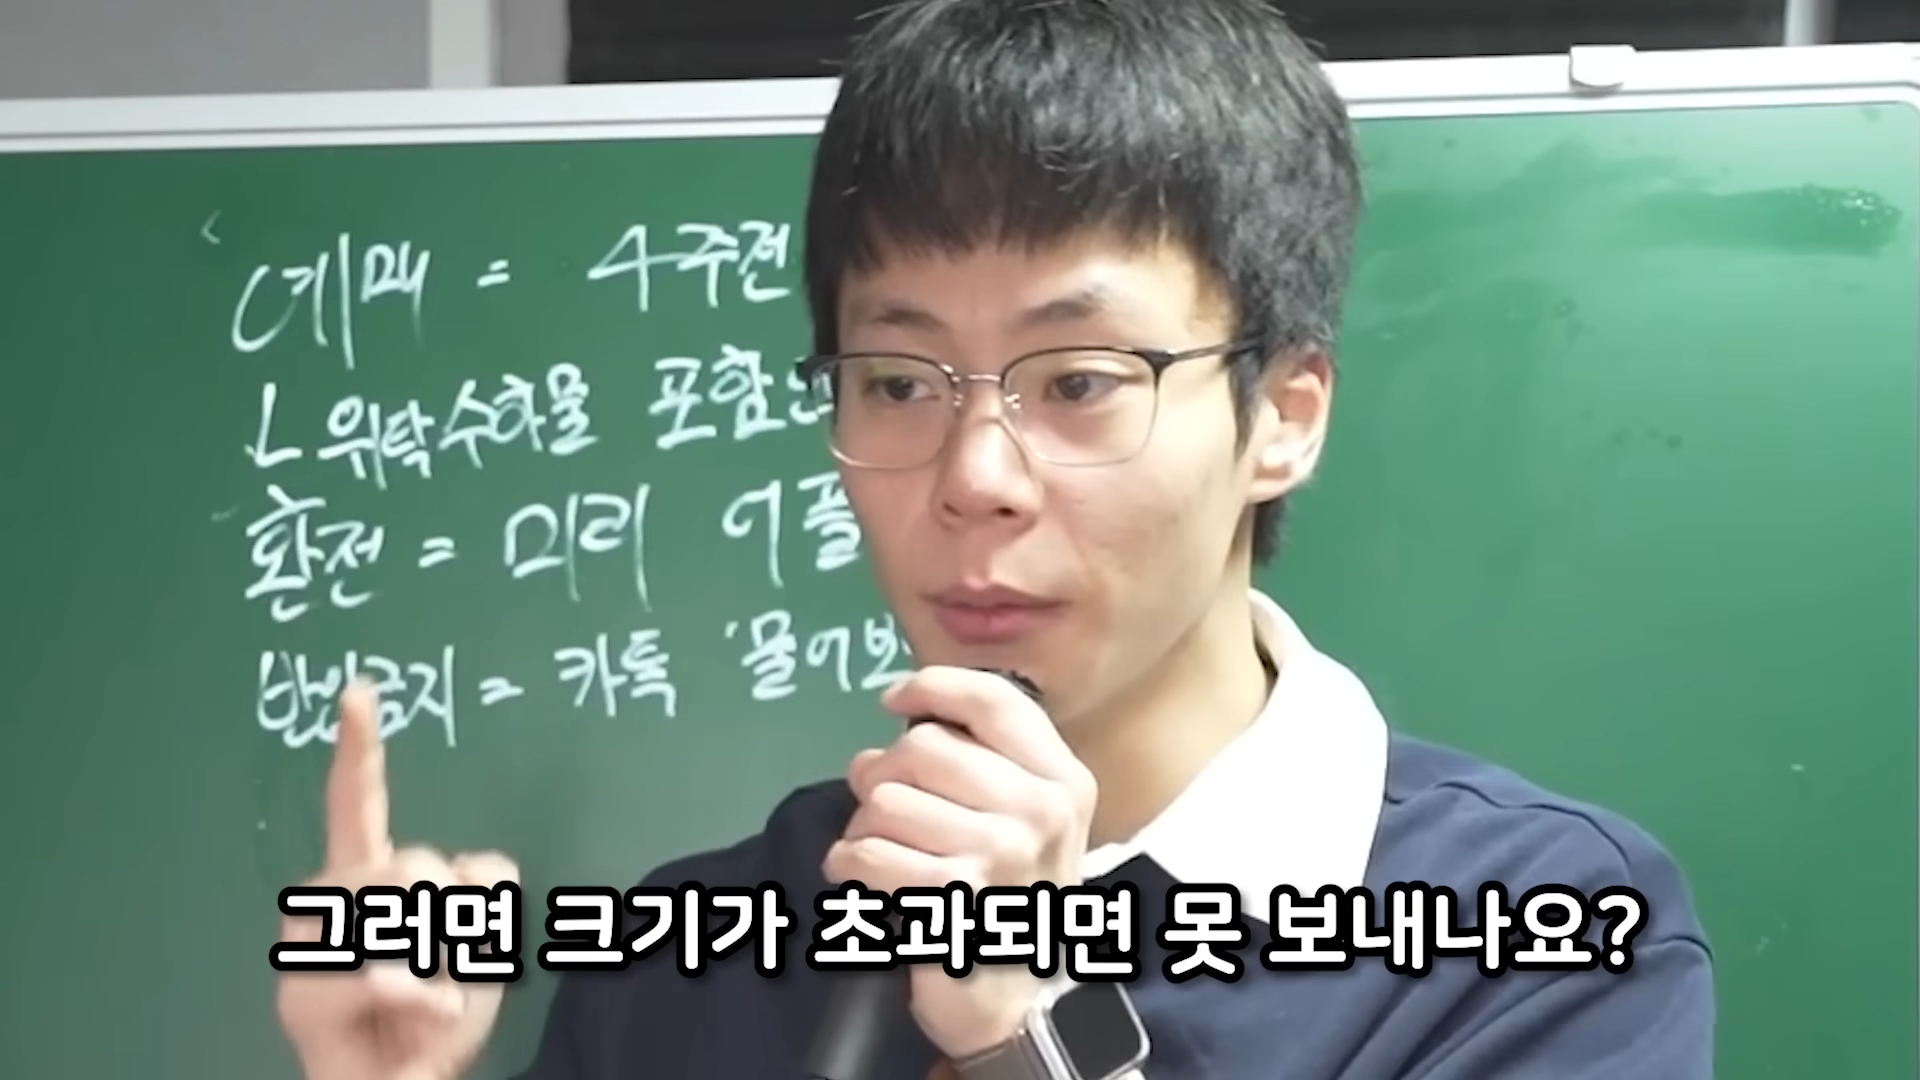 예매 = 4주전
ㄴ 위탁수하물 포함
환전 = 미리 어플
반입금지 = 카톡 '물어보
그러면 크기가 초과되면 못 보내나요?